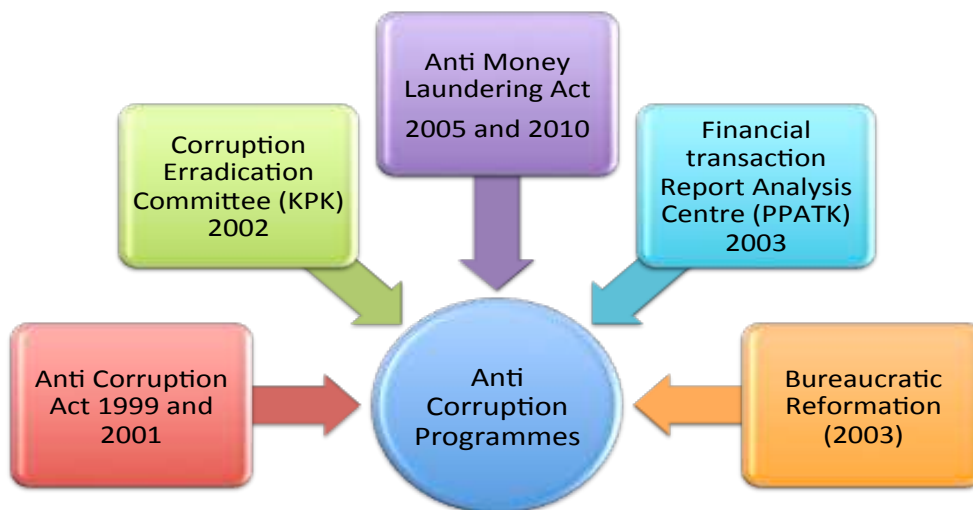 Anti Money
Laundering Act
2005 and 2010
Corruption
Erradication
Committee (KPK)
2002
Financial
transaction
Report Analysis
Centre (PPATK)
2003
Anti Corruption
Act 1999 and
2001
Anti
Corruption
Programmes
Bureaucratic
Reformation
(2003)